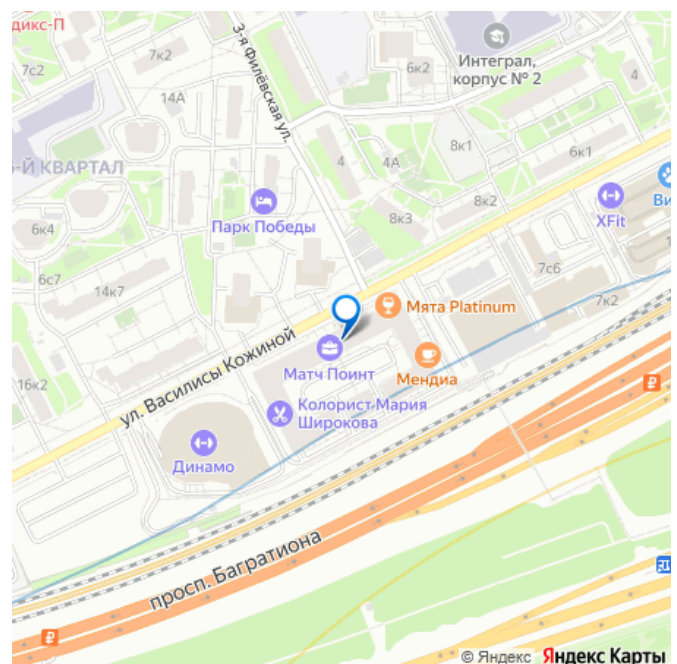 дикс-П
7к2
7с2
14А
3-я Филёвская ул.
6к2
Интеграл,
корпус № 2
4
-Й КВАРТАЛ
4
4А
8к1
6к1
8к2
8к3
XFit
Ви
Парк Победы
6к4
6с7
14к7
7с6
7к2
1
Мята Platinum
ул. Василисы Кожиной
Матч Поинт
Мендиа
16к2
Колорист Мария
Широкова
Динамо
просп. Багратиона
© Яндекс Яндекс Карты